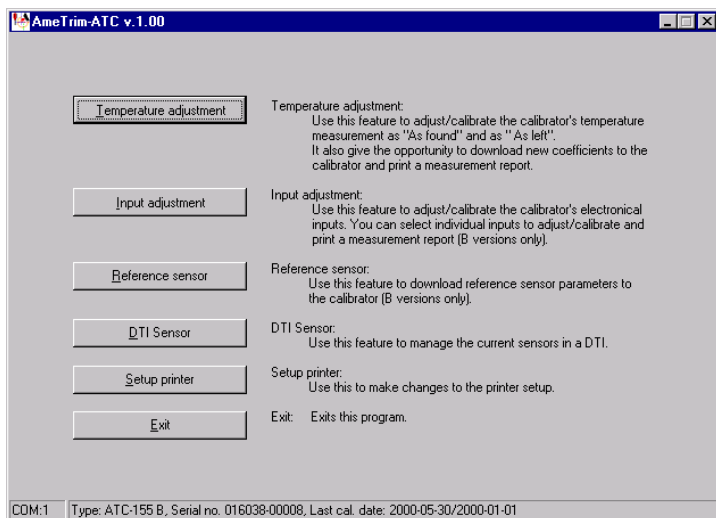 AmeTrim-ATC v.1.00
Temperature adjustment
Temperature adjustment:
Use this feature to adjust/calibrate the calibrator's temperature
measurement as "As found" and as " As left".
It also give the opportunity to download new coefficients to the
calibrator and print a measurement report.
Input adjustment
Input adjustment:
Use this feature to adjust/calibrate the calibrator's electronical
inputs. You can select individual inputs to adjust/calibrate and
print a measurement report (B versions only).
Reference sensor
Reference sensor:
Use this feature to download reference sensor parameters to
the calibrator (B versions only).
DTI Sensor
DTI Sensor:
Use this feature to manage the current sensors in a DTI.
Setup printer
Setup printer:
Use this to make changes to the printer setup.
Exit
Exit: Exits this program.
COM:1 Type: ATC-155 B, Serial no. 016038-00008, Last cal. date: 2000-05-30/2000-01-01